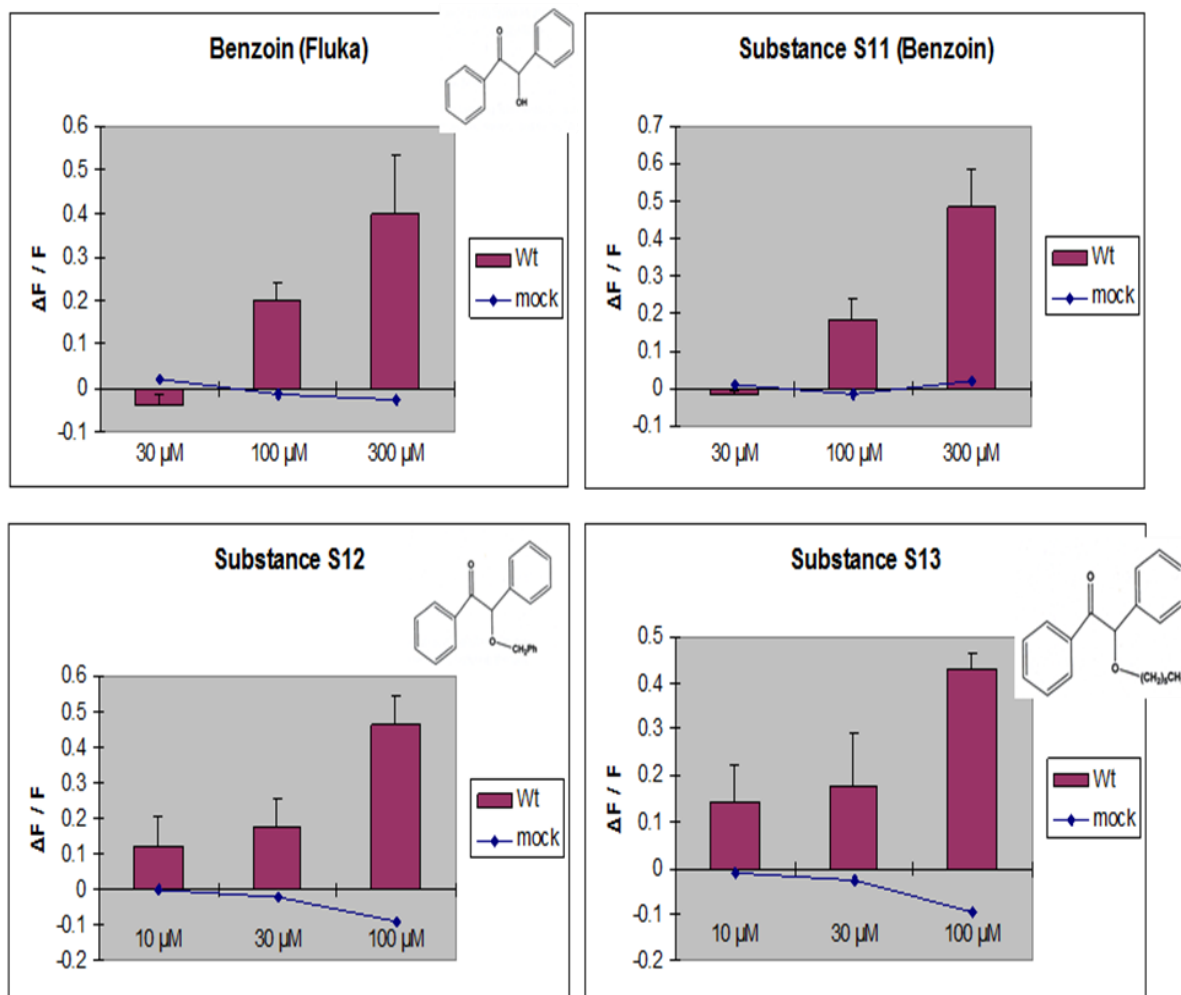 Benzoin (Fluka)
O
OH
0.6
0.5
0.4
0.3
0.2
0.1
0
-0.1
ΔF / F
30 µM 100 µM 300 µM
Wt
mock
Substance S11 (Benzoin)
0.7
0.6
0.5
0.4
0.3
0.2
0.1
0
-0.1
ΔF / F
30 µM 100 µM 300 µM
Wt
mock
Substance S12
O
O CH₂Ph
0.6
0.5
0.4
0.3
0.2
0.1
0
-0.1
-0.2
ΔF / F
10 µM 30 µM 100 µM
Wt
mock
Substance S13
O
O
0.5
0.4
0.3
0.2
0.1
0
-0.1
-0.2
ΔF / F
10 µM 30 µM 100 µM
Wt
mock